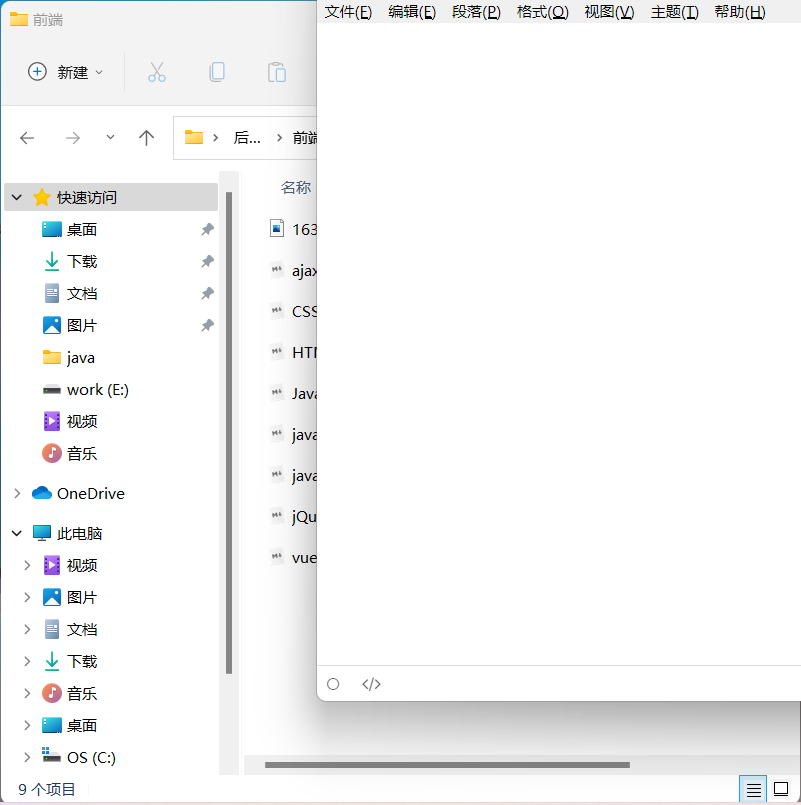 前端
文件(F) 编辑(E) 段落(P) 格式(O) 视图(V) 主题(T) 帮助(H)
新建
后... 前端
名称
快速访问
桌面
下载
文档
图片
java
work (E:)
视频
音乐
OneDrive
此电脑
视频
图片
文档
下载
音乐
桌面
OS (C:)
163
ajax
CSS
HTM
Java
java
java
jQu
vue
9 个项目